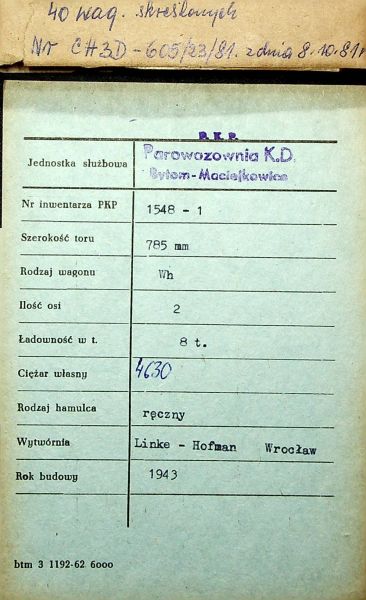 40 wag. skreślonych
Nr CH3D-605/23/81. z dnia 8.10.81r
P.K.P.
Jednostka służbowa Parowozownia K.D.
Bytom-Maciejkowice
Nr inwentarza PKP 1548 - 1
Szerokość toru 785 mm
Rodzaj wagonu Wh
Ilość osi 2
Ładowność w t. 8 t.
Ciężar własny 4630
Rodzaj hamulca ręczny
Wytwórnia Linke - Hofman Wrocław
Rok budowy 1943
btm 3 1192-62 6000